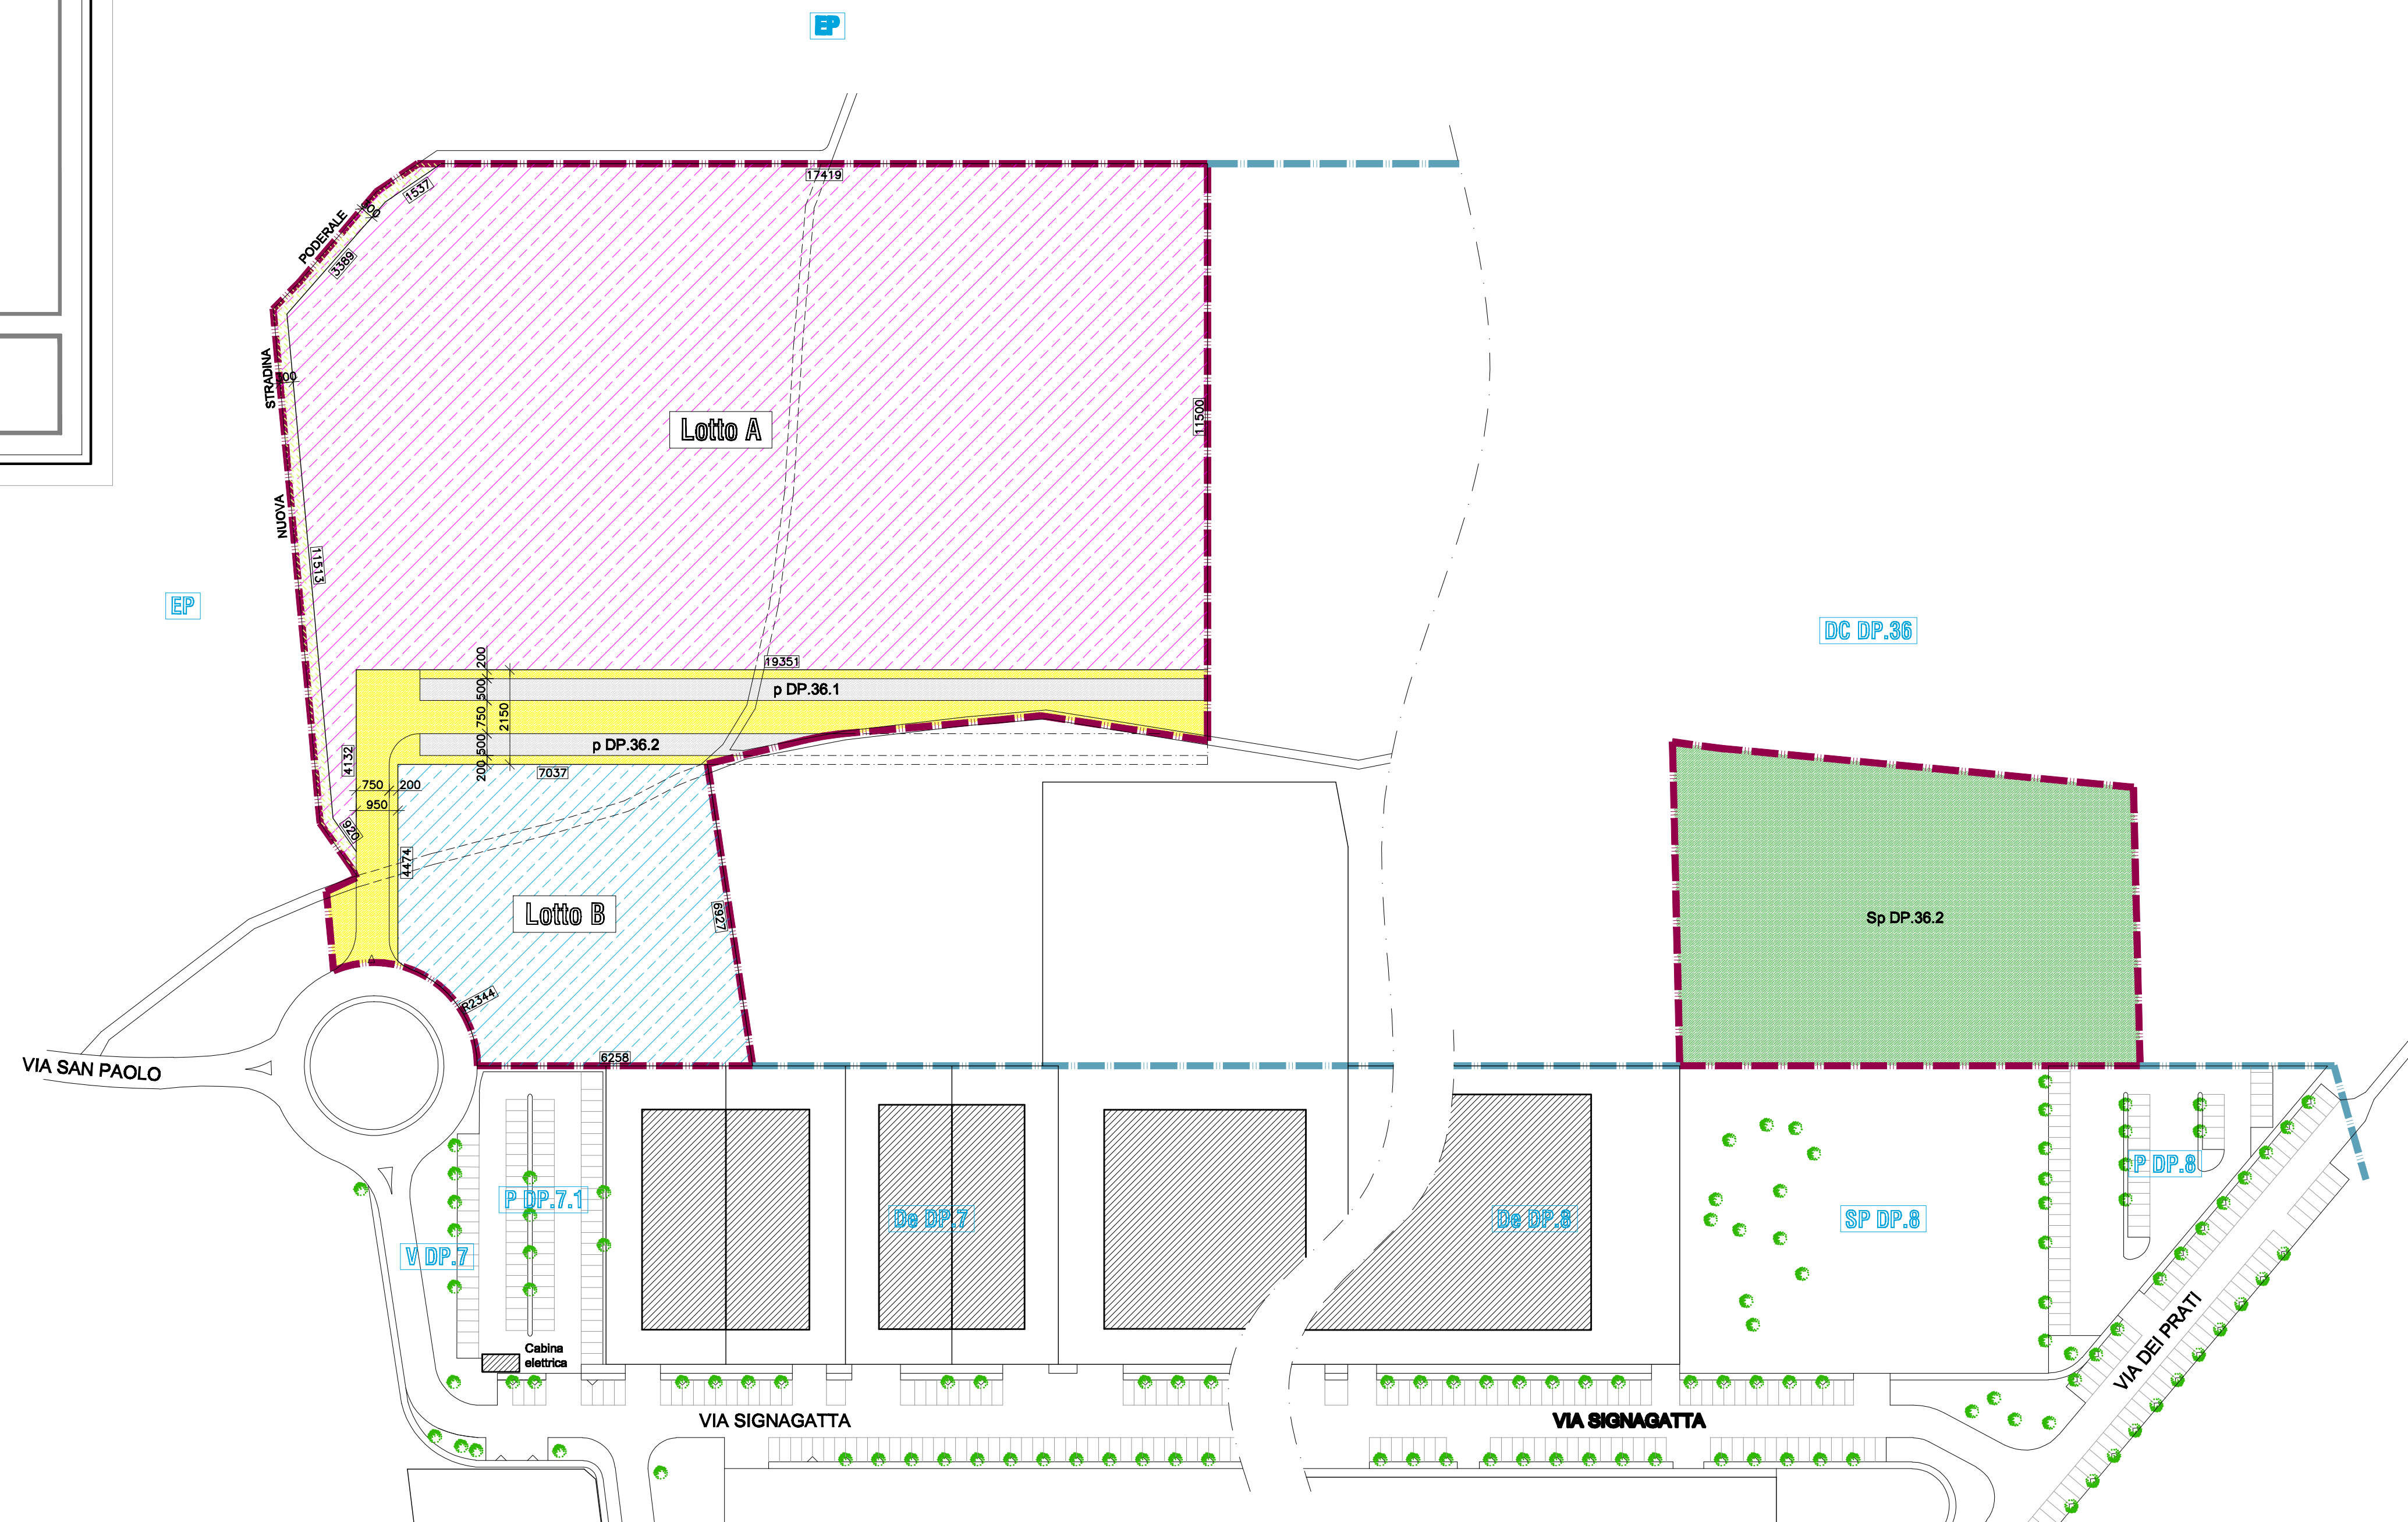 EP
17419
1537
PODERALE
3389
STRADINA
Lotto A
11500
NUOVA
11513
EP
DC DP.36
19351
200
500
750
500
200
2150
p DP.36.1
p DP.36.2
4132
7037
750
200
950
920
4474
Lotto B
6927
Sp DP.36.2
R2344
6258
VIA SAN PAOLO
P DP.7.1
De DP.7
De DP.8
SP DP.8
P DP.8
V DP.7
Cabina
elettrica
VIA SIGNAGATTA
VIA SIGNAGATTA
VIA DEI PRATI